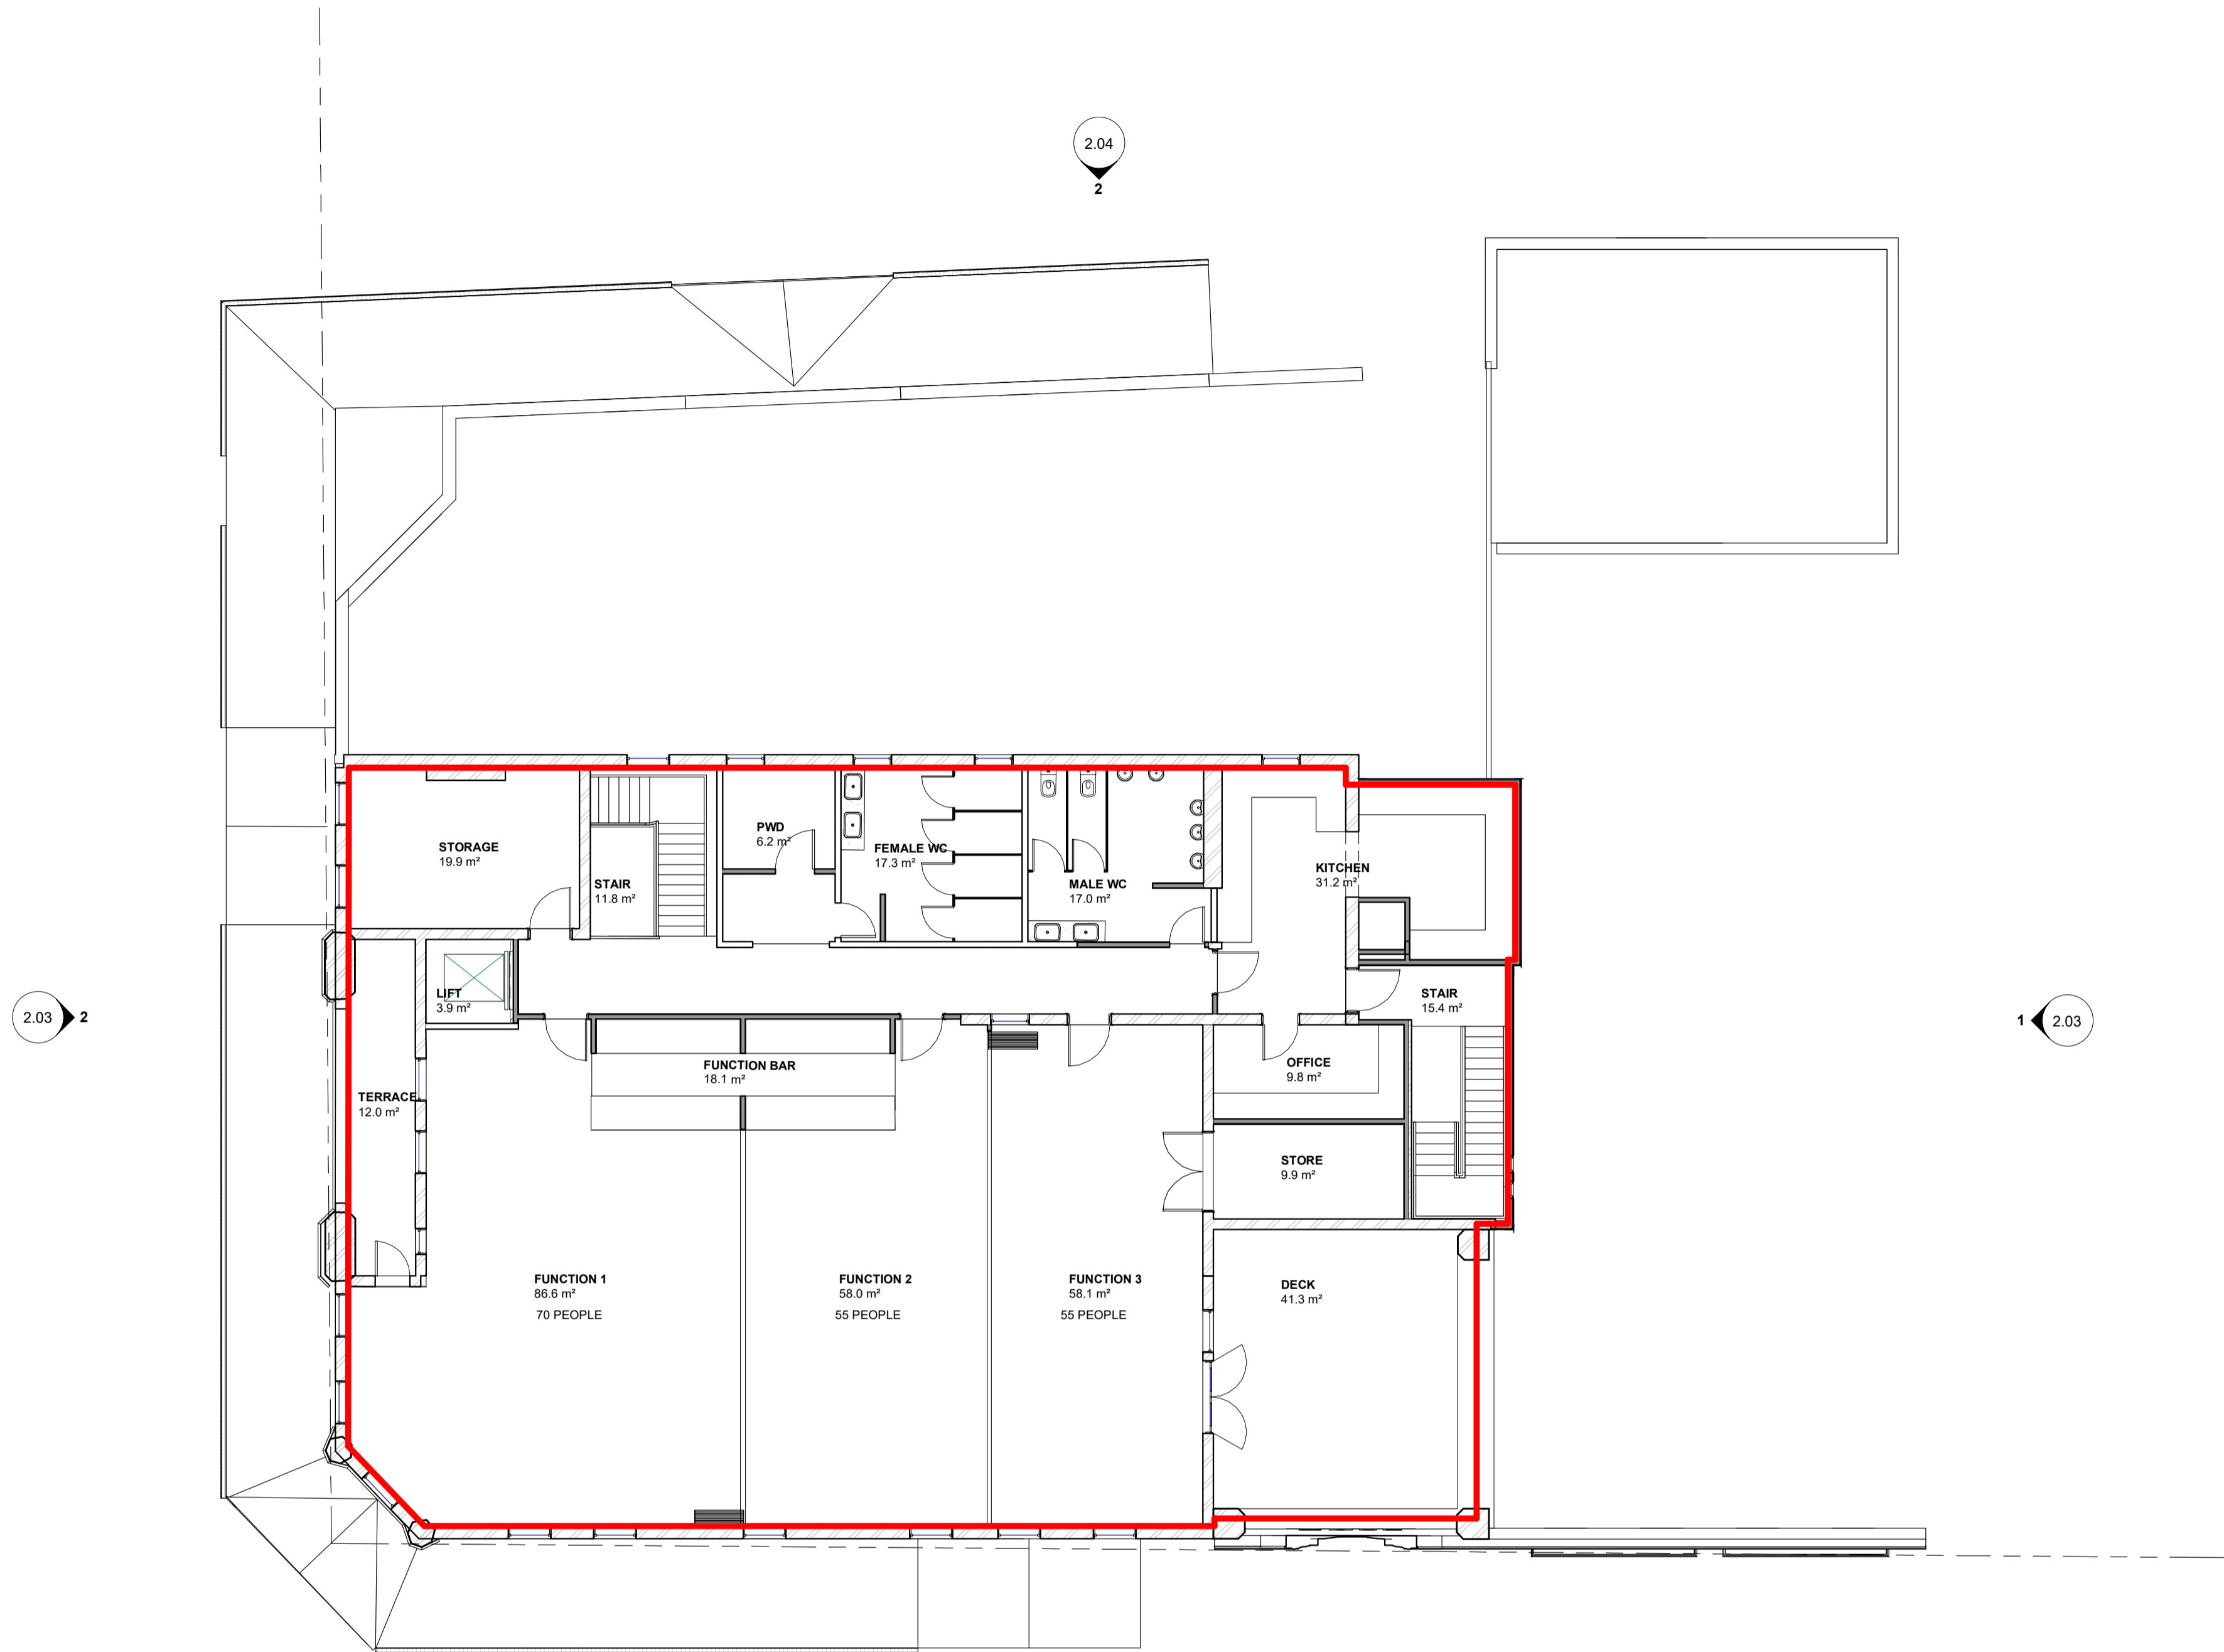 2.04
2
STORAGE
19.9 m²
STAIR
11.8 m²
PWD
6.2 m²
FEMALE WC
17.3 m²
MALE WC
17.0 m²
KITCHEN
31.2 m²
2.03
2
LIFT
3.9 m²
STAIR
15.4 m²
1
2.03
FUNCTION BAR
18.1 m²
OFFICE
9.8 m²
TERRACE
12.0 m²
STORE
9.9 m²
FUNCTION 1
86.6 m²
70 PEOPLE
FUNCTION 2
58.0 m²
55 PEOPLE
FUNCTION 3
58.1 m²
55 PEOPLE
DECK
41.3 m²